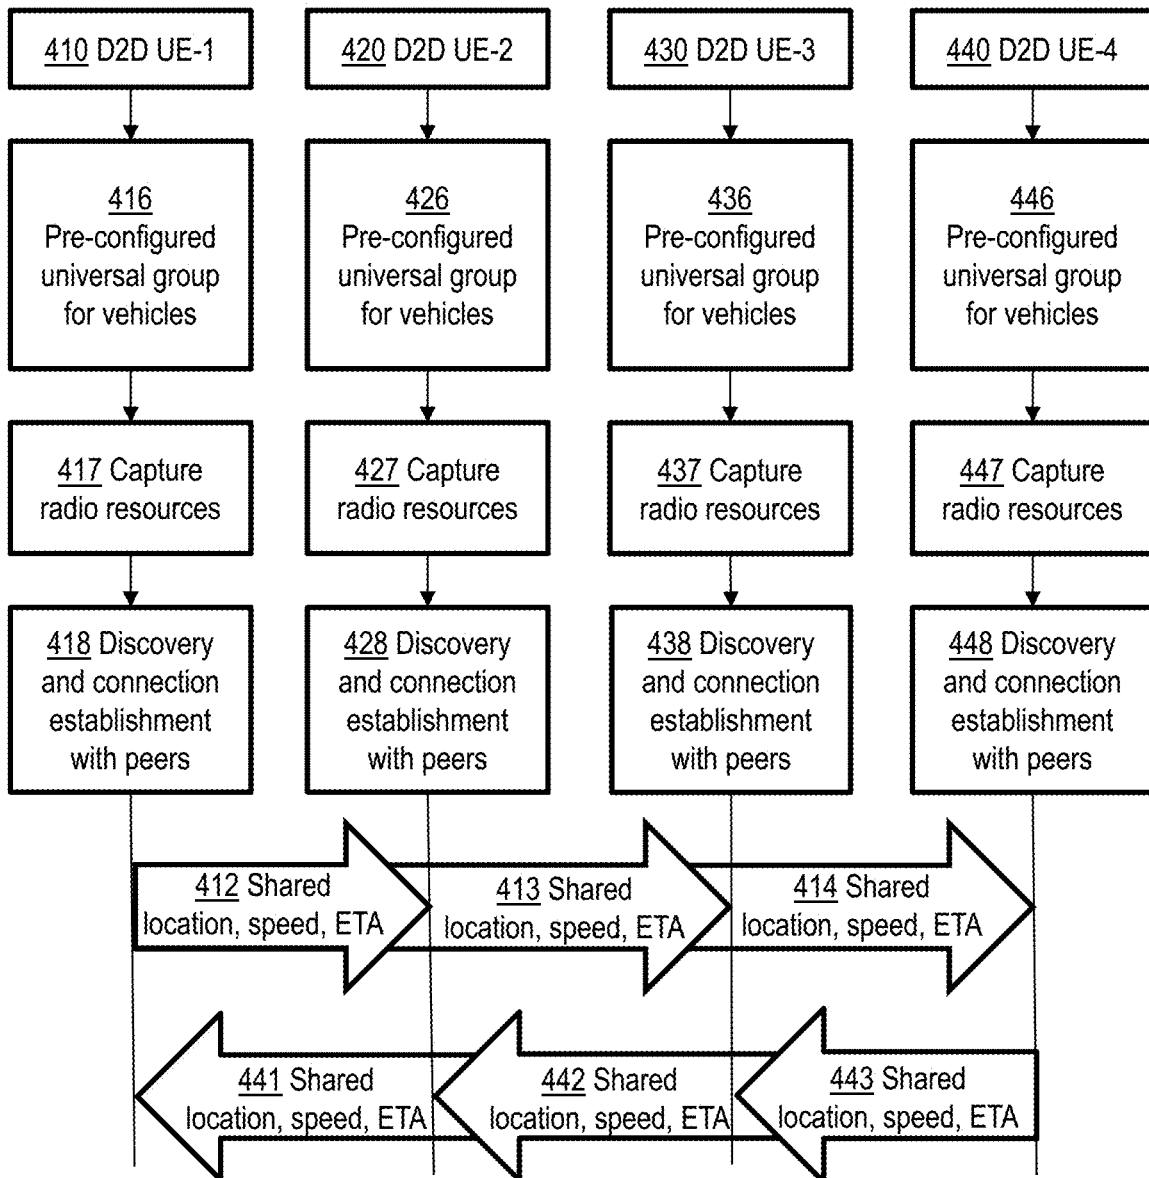 410 D2D UE-1
420 D2D UE-2
430 D2D UE-3
440 D2D UE-4
416
Pre-configured
universal group
for vehicles
426
Pre-configured
universal group
for vehicles
436
Pre-configured
universal group
for vehicles
446
Pre-configured
universal group
for vehicles
417 Capture
radio resources
427 Capture
radio resources
437 Capture
radio resources
447 Capture
radio resources
418 Discovery
and connection
establishment
with peers
428 Discovery
and connection
establishment
with peers
438 Discovery
and connection
establishment
with peers
448 Discovery
and connection
establishment
with peers
412 Shared
location, speed, ETA
413 Shared
location, speed, ETA
414 Shared
location, speed, ETA
441 Shared
location, speed, ETA
442 Shared
location, speed, ETA
443 Shared
location, speed, ETA